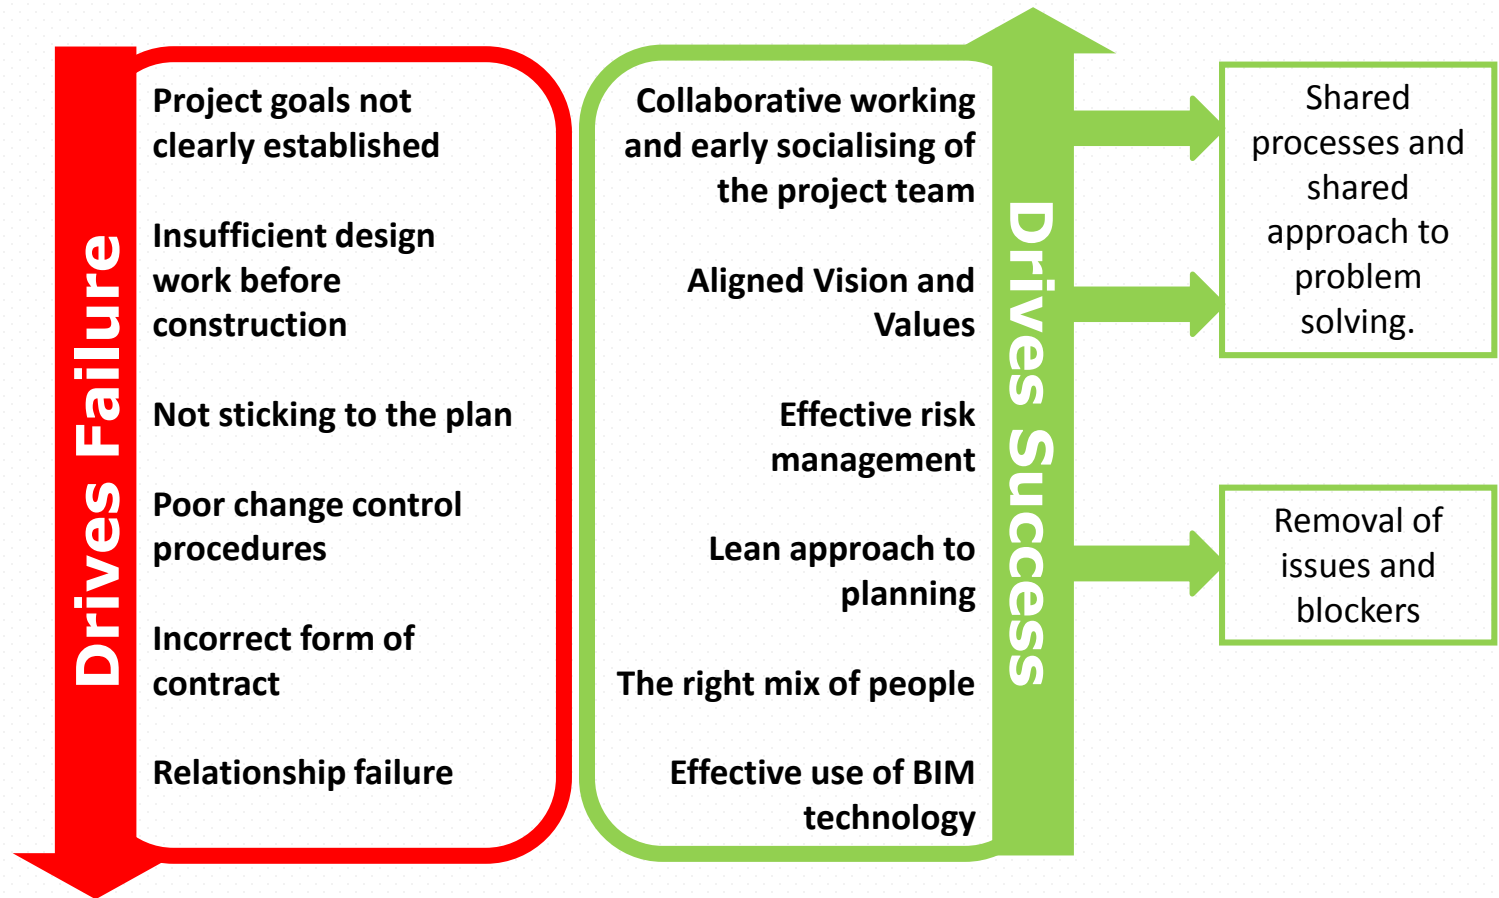 Drives Failure
Project goals not
clearly established
Insufficient design
work before
construction
Not sticking to the plan
Poor change control
procedures
Incorrect form of
contract
Relationship failure
Collaborative working
and early socialising of
the project team
Aligned Vision and
Values
Effective risk
management
Lean approach to
planning
The right mix of people
Effective use of BIM
technology
Drives Success
Shared
processes and
shared
approach to
problem
solving.
Removal of
issues and
blockers